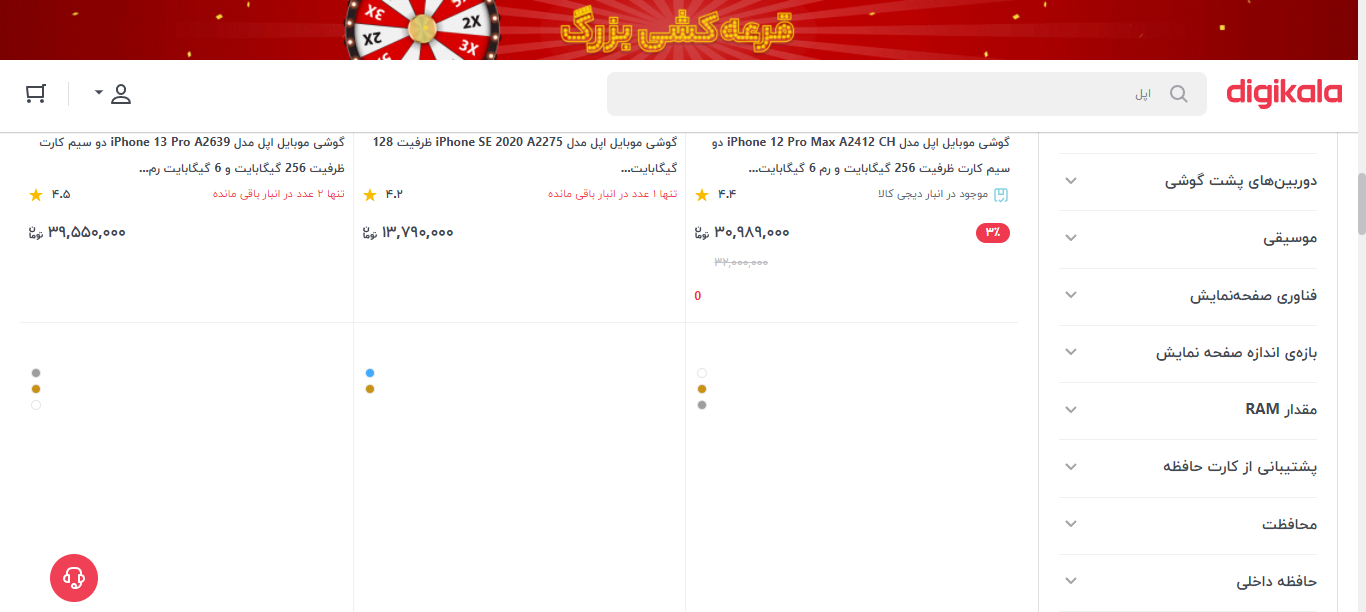 3X
2X
2X
3X
قرعه‌کشی بزرگ
digikala
اپل
دوربین‌های پشت گوشی
موسیقی
فناوری صفحه‌نمایش
بازه‌ی اندازه صفحه نمایش
مقدار RAM
پشتیبانی از کارت حافظه
محافظت
حافظه داخلی
گوشی موبایل اپل مدل iPhone 12 Pro Max A2412 CH دو
سیم کارت ظرفیت 256 گیگابایت و رم 6 گیگابایت...
موجود در انبار دیجی کالا
۴.۴
۳٪
۳۰,۹۸۹,۰۰۰ تومان
۳۲,۰۰۰,۰۰۰
0
گوشی موبایل اپل مدل iPhone SE 2020 A2275 ظرفیت 128
گیگابایت...
تنها ۱ عدد در انبار باقی مانده
۴.۲
۱۳,۷۹۰,۰۰۰ تومان
گوشی موبایل اپل مدل iPhone 13 Pro A2639 دو سیم کارت
ظرفیت 256 گیگابایت و 6 گیگابایت رم...
تنها ۲ عدد در انبار باقی مانده
۴.۵
۳۹,۵۵۰,۰۰۰ تومان